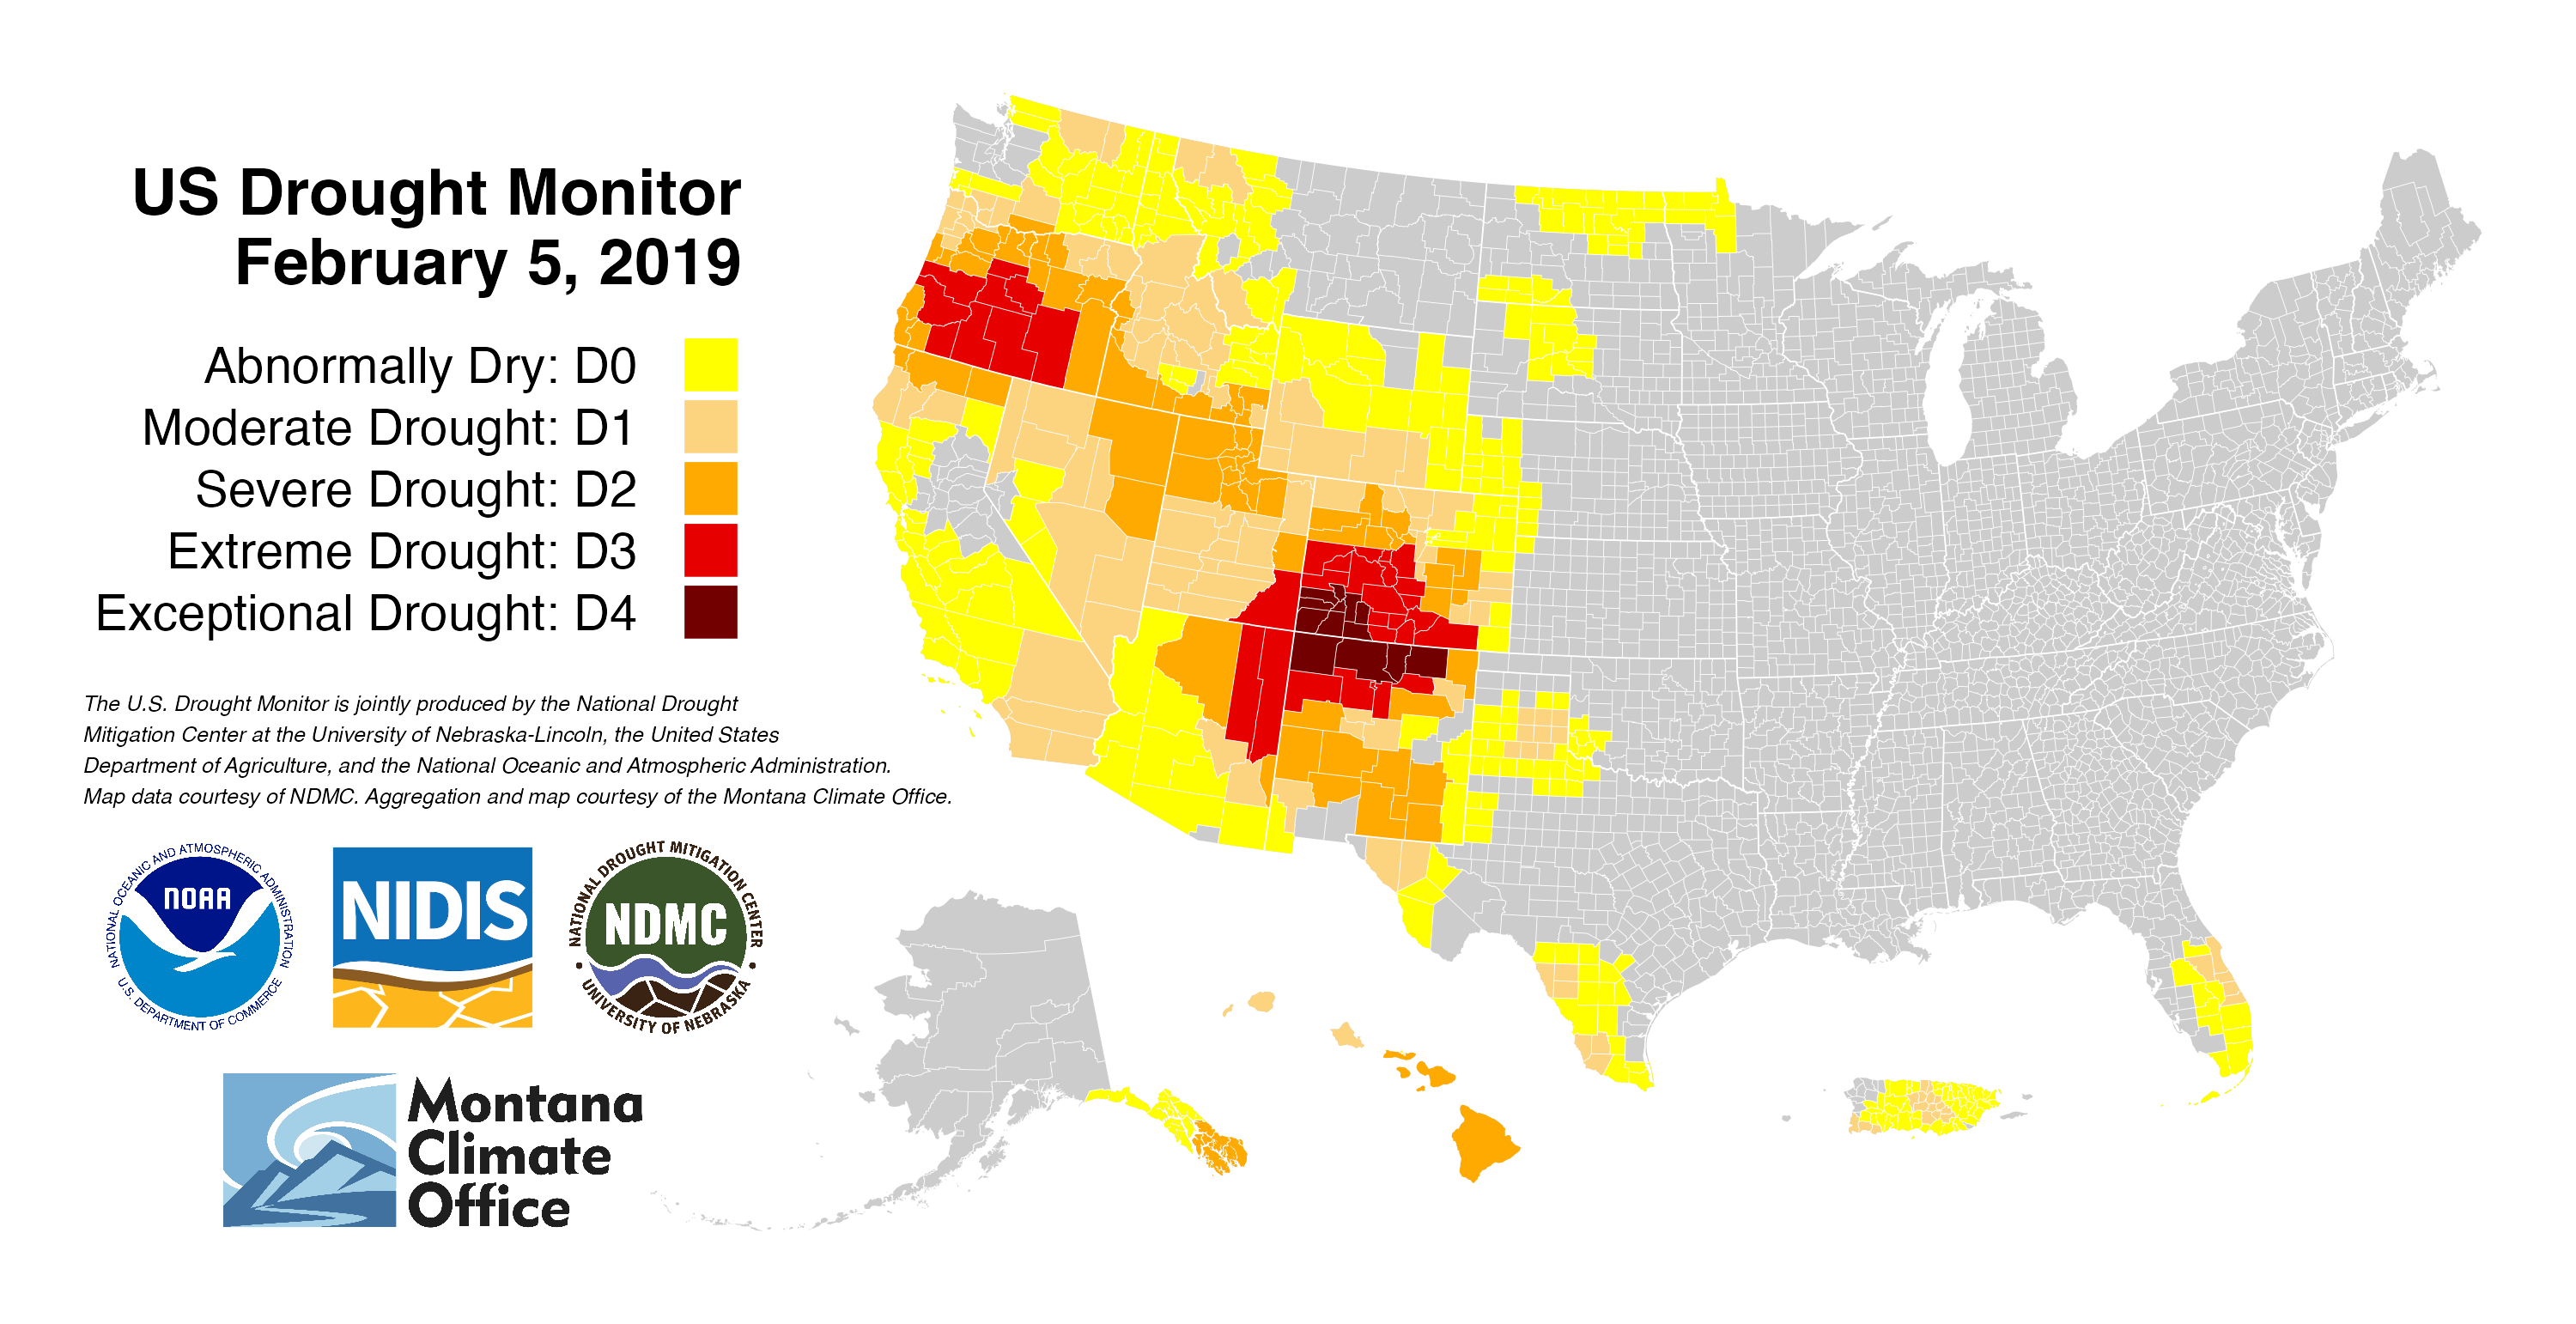 US Drought Monitor
February 5, 2019
Abnormally Dry: D0
Moderate Drought: D1
Severe Drought: D2
Extreme Drought: D3
Exceptional Drought: D4
The U.S. Drought Monitor is jointly produced by the National Drought
Mitigation Center at the University of Nebraska-Lincoln, the United States
Department of Agriculture, and the National Oceanic and Atmospheric Administration.
Map data courtesy of NDMC. Aggregation and map courtesy of the Montana Climate Office.
NATIONAL OCEANIC AND ATMOSPHERIC ADMINISTRATION
NOAA
U.S. DEPARTMENT OF COMMERCE
NIDIS
NATIONAL DROUGHT MITIGATION CENTER
NDMC
UNIVERSITY OF NEBRASKA
Montana
Climate
Office